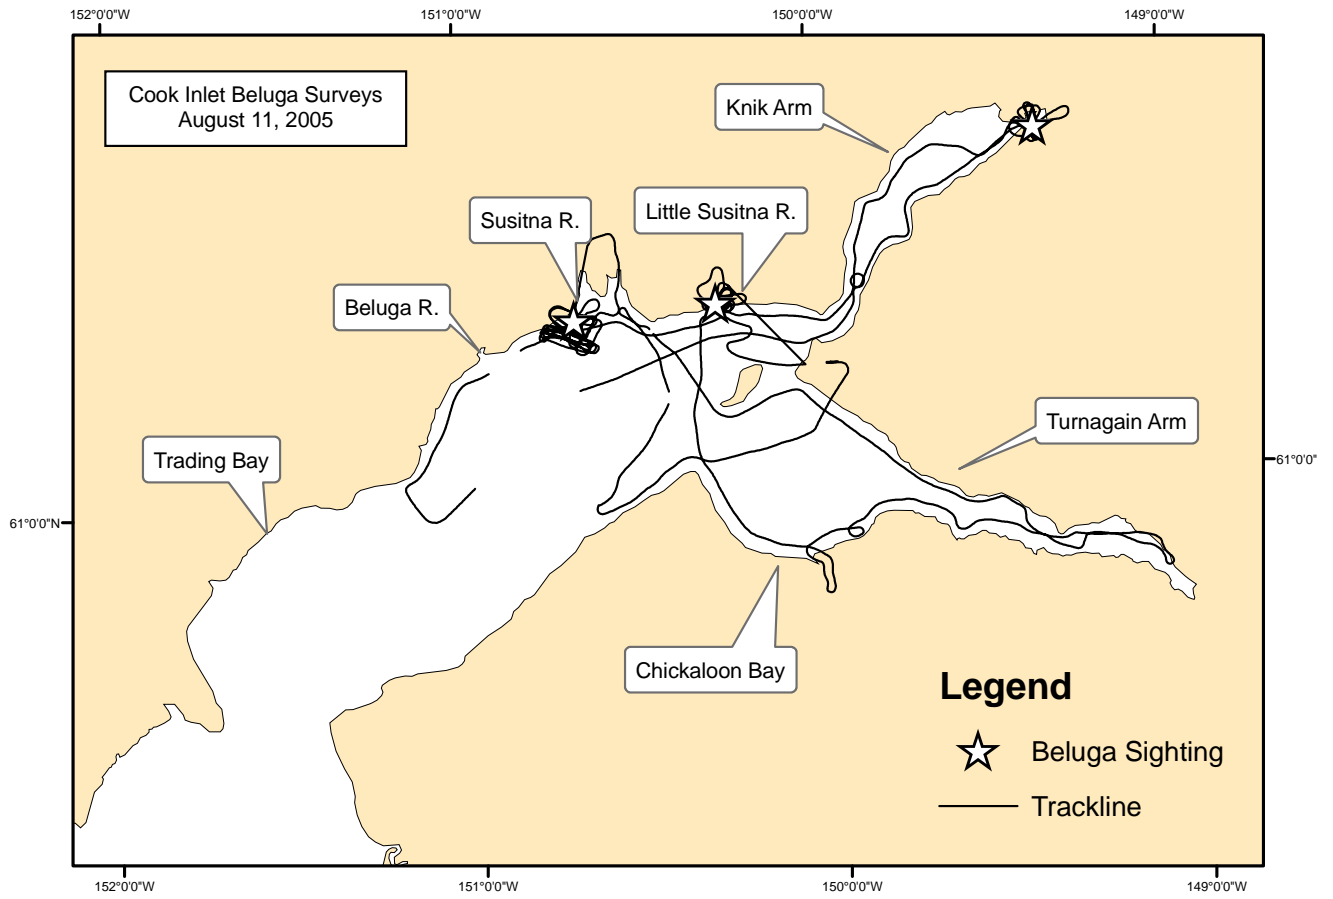 152°0'0"W 151°0'0"W 150°0'0"W 149°0'0"W
Cook Inlet Beluga Surveys
August 11, 2005
Knik Arm
Susitna R.
Little Susitna R.
Beluga R.
Turnagain Arm
Trading Bay
61°0'0"
61°0'0"N
Chickaloon Bay
Legend
Beluga Sighting
Trackline
152°0'0"W 151°0'0"W 150°0'0"W 149°0'0"W